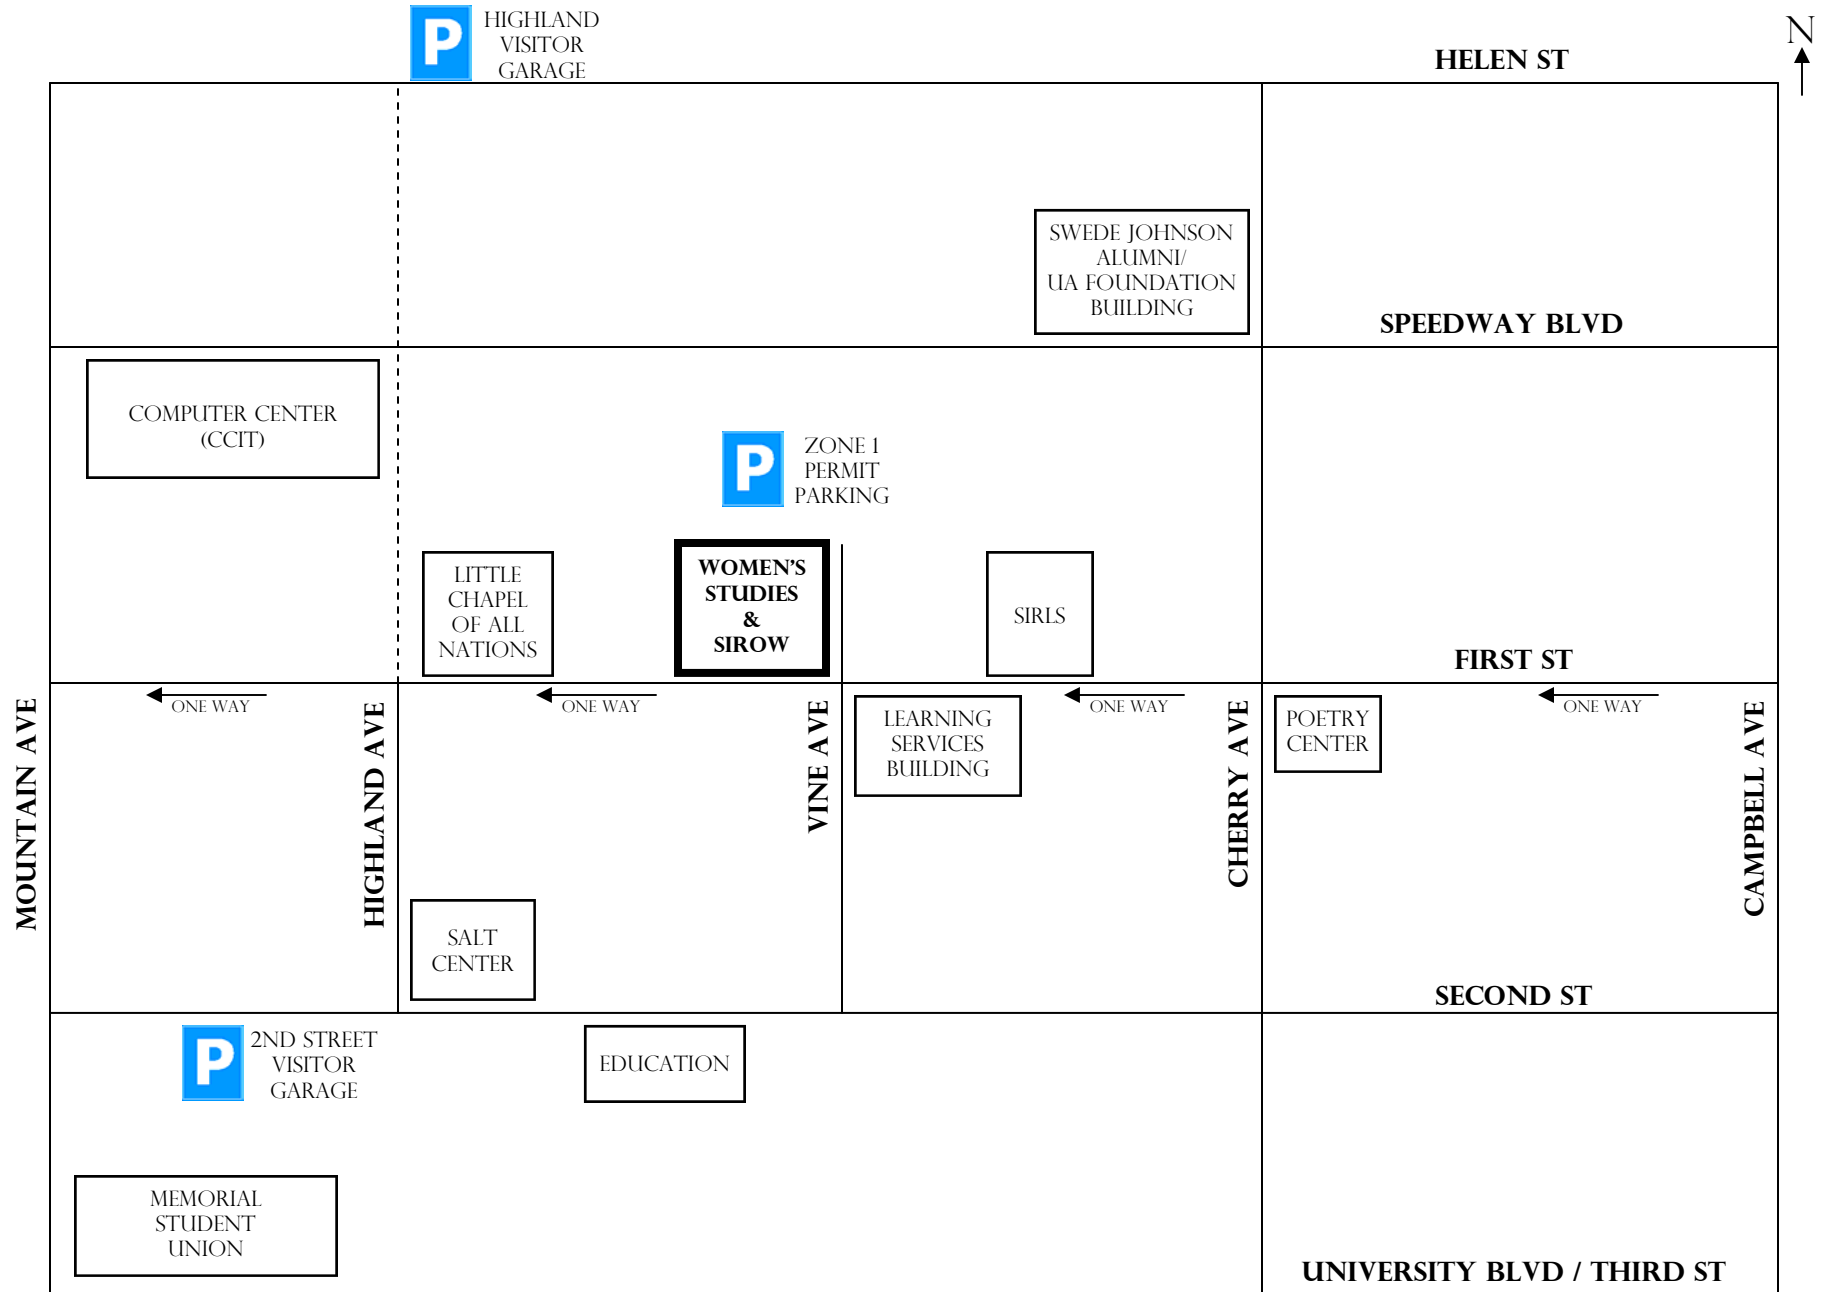 P
HIGHLAND
VISITOR
GARAGE
HELEN ST
N
SWEDE JOHNSON
ALUMNI/
UA FOUNDATION
BUILDING
SPEEDWAY BLVD
COMPUTER CENTER
(CCIT)
P
ZONE 1
PERMIT
PARKING
LITTLE
CHAPEL
OF ALL
NATIONS
WOMEN'S
STUDIES
&
SIROW
SIRLS
FIRST ST
MOUNTAIN AVE
ONE WAY
HIGHLAND AVE
ONE WAY
VINE AVE
LEARNING
SERVICES
BUILDING
ONE WAY
CHERRY AVE
POETRY
CENTER
ONE WAY
CAMPBELL AVE
SALT
CENTER
SECOND ST
P
2ND STREET
VISITOR
GARAGE
EDUCATION
MEMORIAL
STUDENT
UNION
UNIVERSITY BLVD / THIRD ST